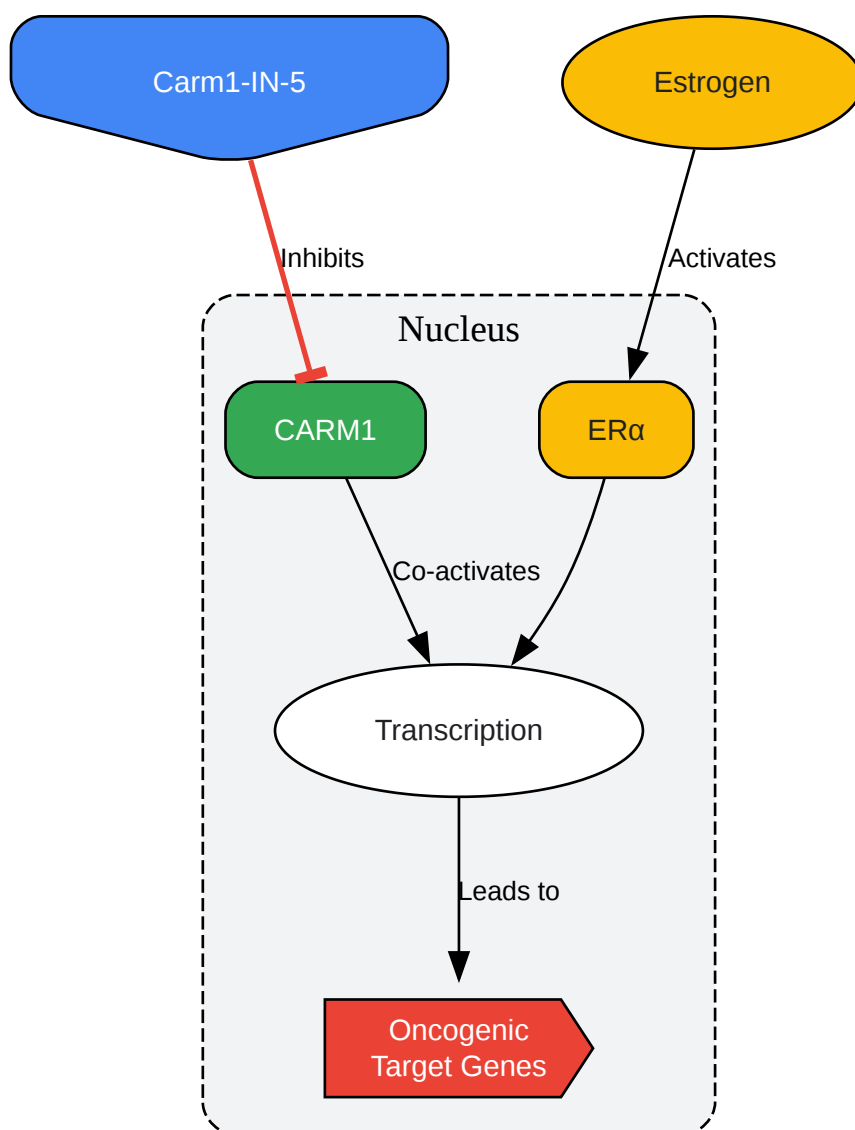 Carm1-IN-5
Estrogen
Inhibits
Activates
Nucleus
CARM1
ERα
Co-activates
Transcription
Leads to
Oncogenic
Target Genes